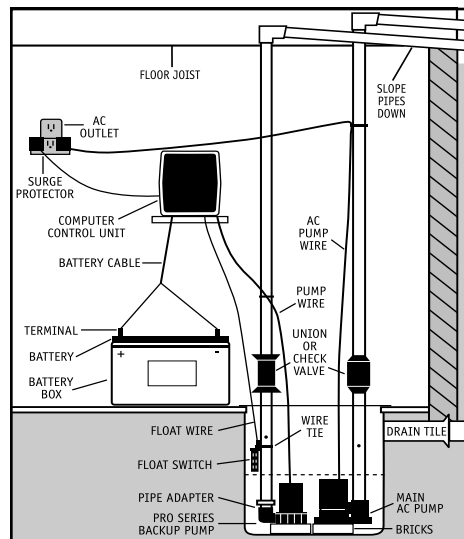 FLOOR JOIST
SLOPE
PIPES
DOWN
AC
OUTLET
SURGE
PROTECTOR
COMPUTER
CONTROL UNIT
AC
PUMP
WIRE
BATTERY CABLE
PUMP
WIRE
TERMINAL
BATTERY
BATTERY
BOX
+
-
UNION
OR
CHECK
VALVE
FLOAT WIRE
WIRE
TIE
DRAIN TILE
FLOAT SWITCH
PIPE ADAPTER
PRO SERIES
BACKUP PUMP
MAIN
AC PUMP
BRICKS